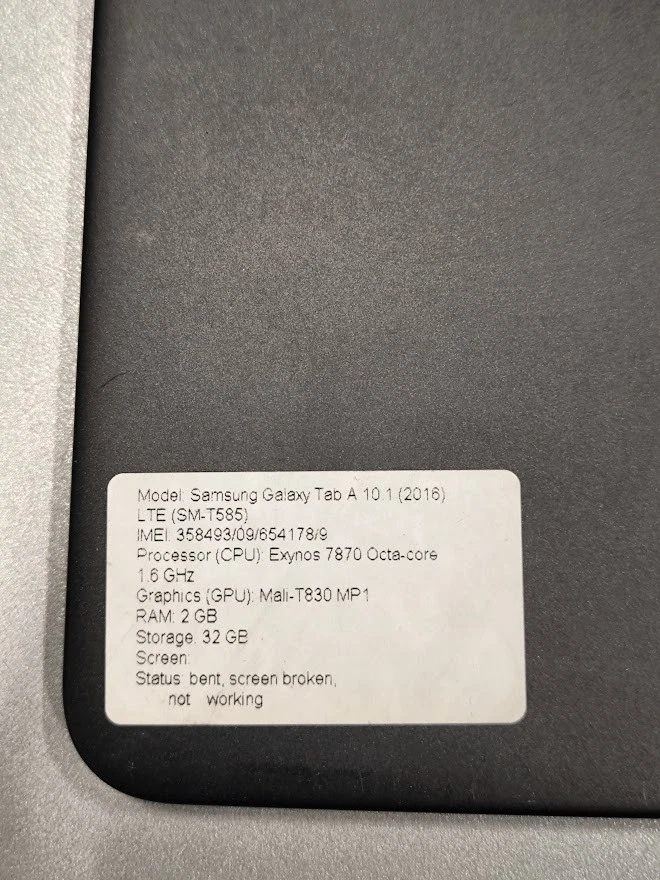 Model: Samsung Galaxy Tab A 10.1 (2016)
LTE (SM-T585)
IMEI: 358493/09/654178/9
Processor (CPU): Exynos 7870 Octa-core
1.6 GHz
Graphics (GPU): Mali-T830 MP1
RAM: 2 GB
Storage: 32 GB
Screen:
Status: bent, screen broken,
not working